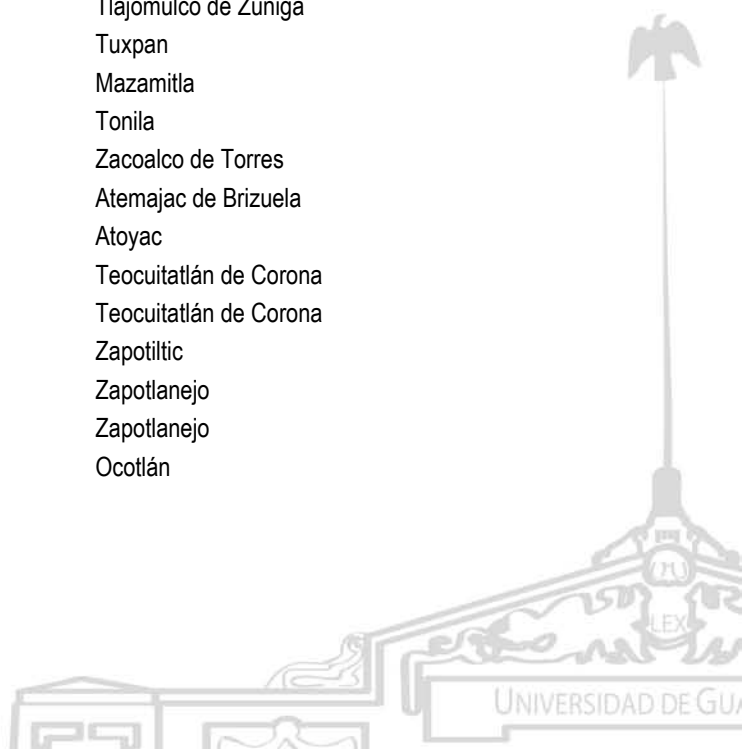 Tlajomulco de Zúñiga
Tuxpan
Mazamitla
Tonila
Zacoalco de Torres
Atemajac de Brizuela
Atoyac
Teocuitatlán de Corona
Teocuitatlán de Corona
Zapotiltic
Zapotlanejo
Zapotlanejo
Ocotlán
LEX
UNIVERSIDAD DE GUA